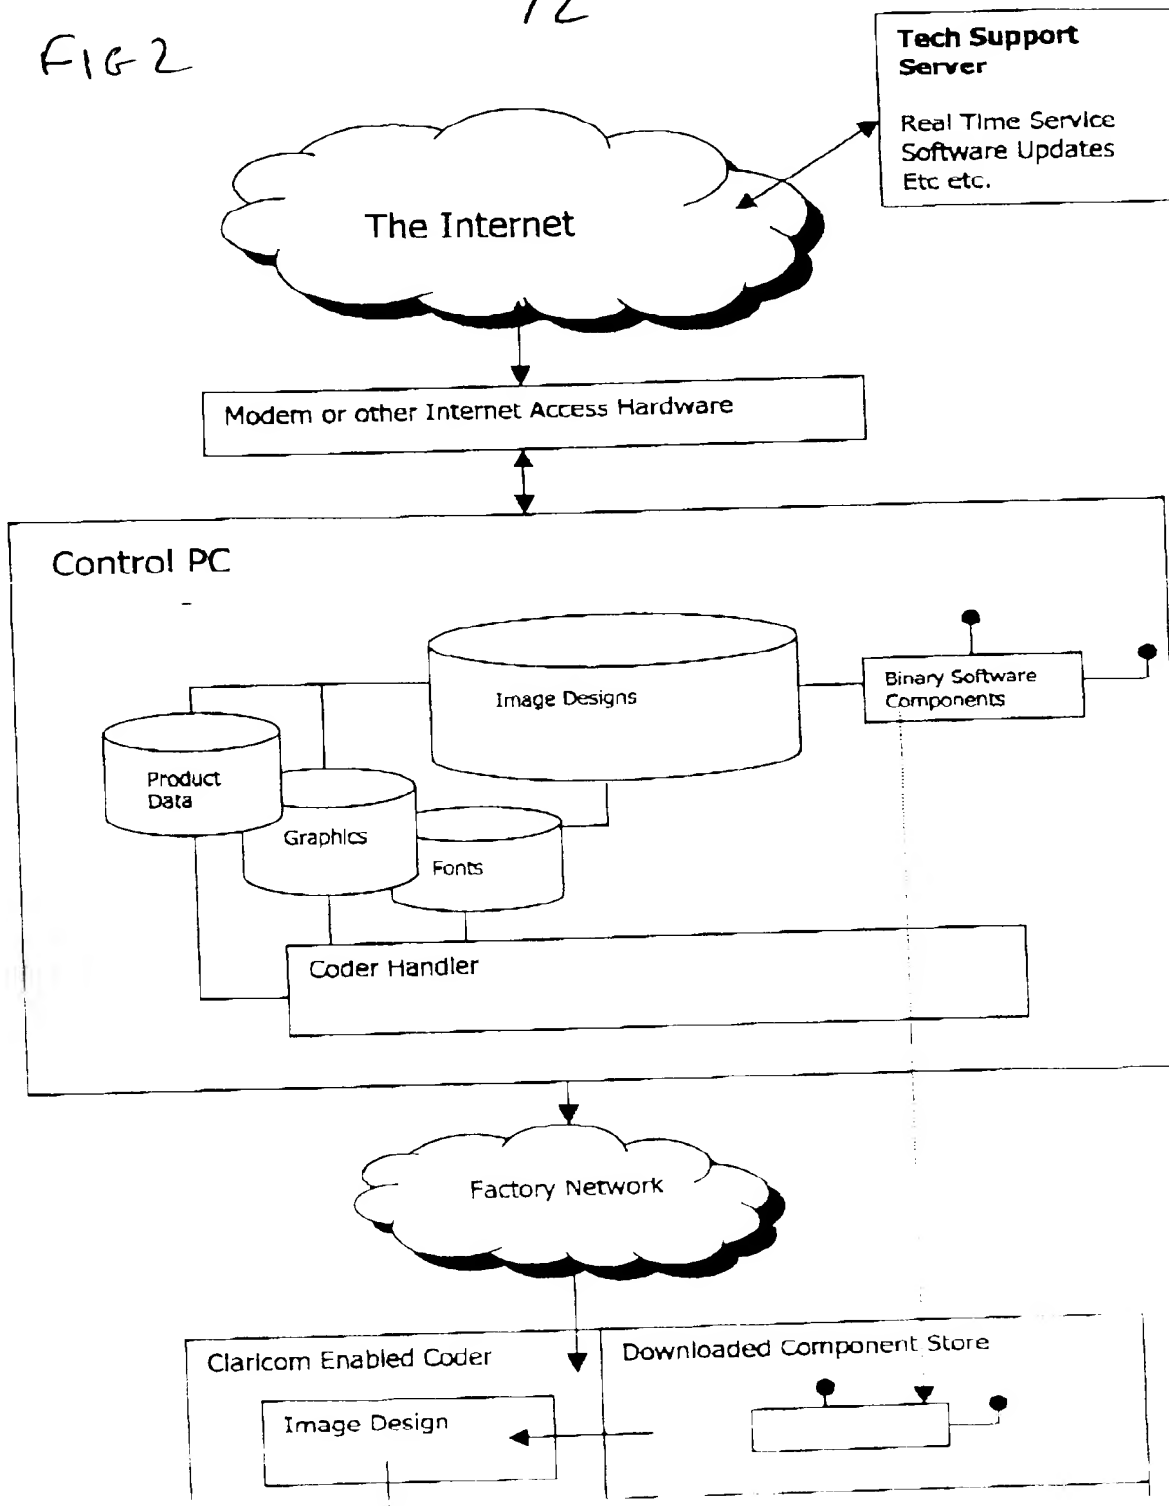 FIG 2
Tech Support
Server
Real Time Service
Software Updates
Etc etc.
The Internet
Modem or other Internet Access Hardware
Control PC
Image Designs
Binary Software
Components
Product
Data
Graphics
Fonts
Coder Handler
Factory Network
Claricom Enabled Coder
Downloaded Component Store
Image Design